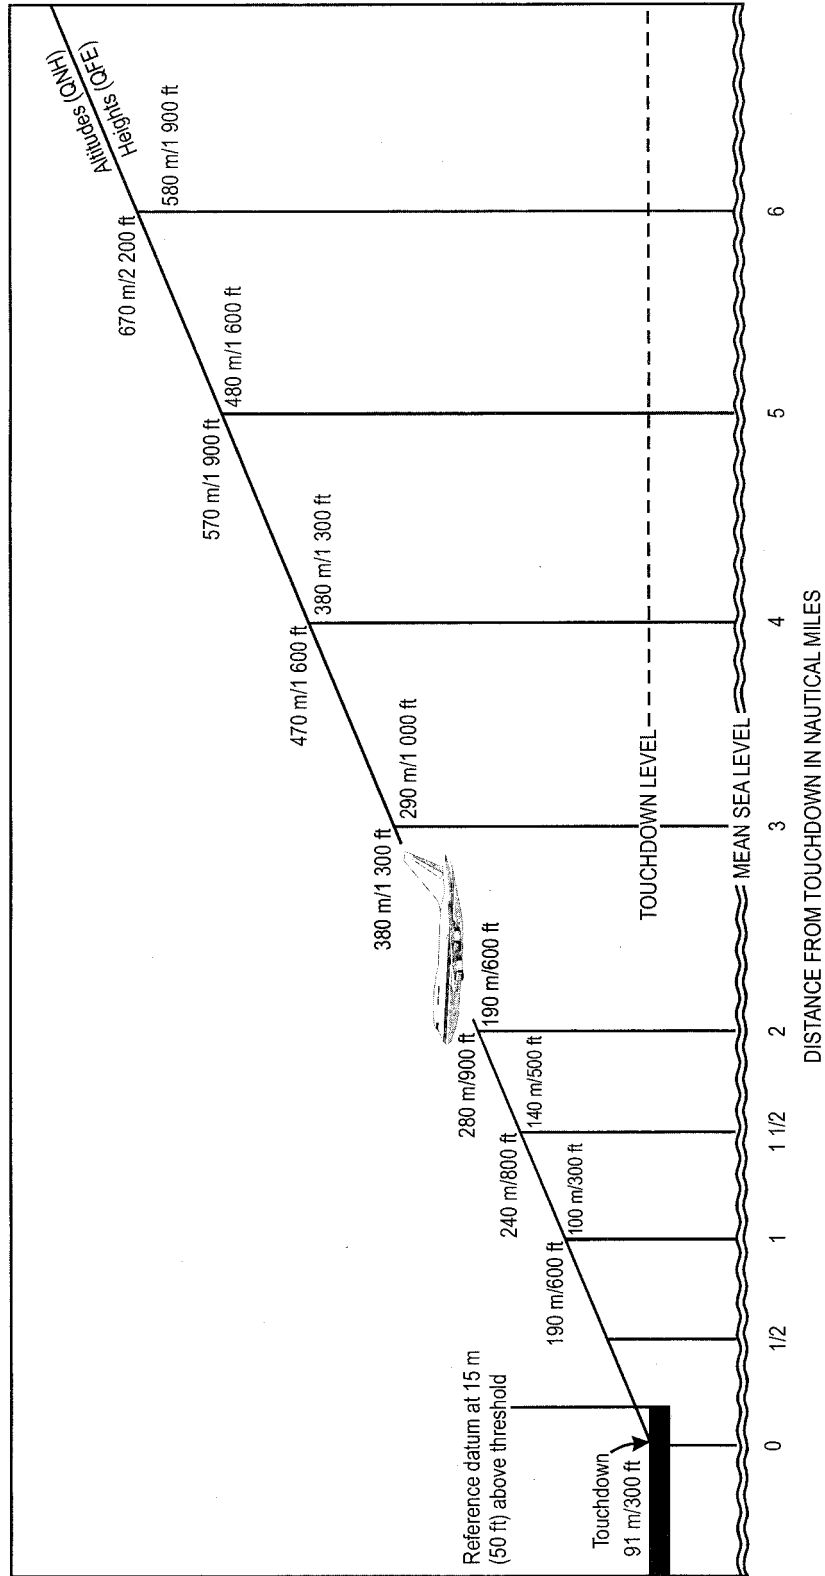 Altitudes (QNH)
Heights (QFE)
670 m/2 200 ft
580 m/1 900 ft
570 m/1 900 ft
480 m/1 600 ft
470 m/1 600 ft
380 m/1 300 ft
380 m/1 300 ft
290 m/1 000 ft
280 m/900 ft
190 m/600 ft
240 m/800 ft
140 m/500 ft
190 m/600 ft
100 m/300 ft
Reference datum at 15 m
(50 ft) above threshold
Touchdown
91 m/300 ft
TOUCHDOWN LEVEL
MEAN SEA LEVEL
0 1/2 1 1 1/2 2 3 4 5 6
DISTANCE FROM TOUCHDOWN IN NAUTICAL MILES